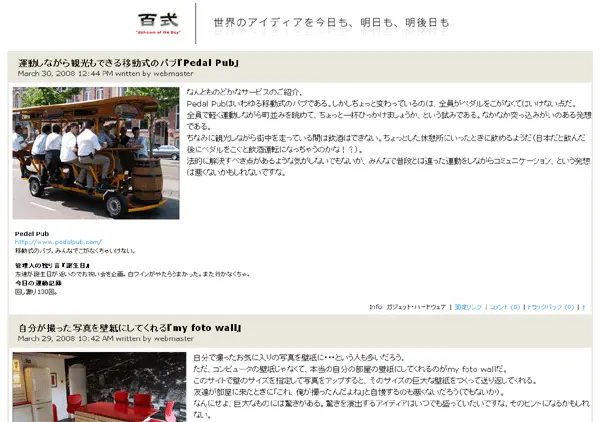 百式
"dot-com of the Day"
世界のアイディアを今日も、明日も、明後日も
運動しながら観光もできる移動式のパブ『Pedal Pub』
March 30, 2008 12:44 PM written by webmaster
なんとものどかなサービスのご紹介。
Pedal Pubはいわゆる移動式のパブである。しかしちょっと変わっているのは、全員がペダルをこがなくてはいけない点だ。
全員で軽く運動しながら町並みを眺めて、ちょっと一杯ひっかけましょうか、という試みである。なかなか突っ込みがいのある発想
である。
ちなみに観光しながら街中を走っている間は飲酒はできない。ちょっとした休憩所にいったときに飲めるようだ（日本だと飲んだ
後にペダルをこぐと飲酒運転になっちゃうのかな！？）。
法的に解決すべき点があるような気がしないでもないが、みんなで普段とは違った運動をしながらコミュニケーション、という発想
は悪くないかもしれないですな。
Pedal Pub
http://www.pedalpub.com/
移動式のパブ。みんなでこがなくちゃいけない。
管理人の独り言『誕生日』
友達が誕生日が近いのでお祝い会を企画。白ワインがやたらうまかった。また行かなくちゃ。
今日の運動記録
回し蹴り100回。
Info: ガジェット・ハードウェア | 固定リンク | コメント (0) | トラックバック (0) | ↑
自分が撮った写真を壁紙にしてくれる『my foto wall』
March 29, 2008 10:42 AM written by webmaster
自分で撮ったお気に入りの写真を壁紙に・・・という人も多いだろう。
ただ、コンピュータの壁紙じゃなくて、本当の自分の部屋の壁紙にしてくれるのがmy foto wallだ。
このサイトで壁のサイズを指定して写真をアップすると、そのサイズの巨大な壁紙をつくって送り返してくれる。
友達が部屋に来たときに「これ、俺が撮ったんだよね」と自慢するのも悪くないだろう（でもないか）。
なんにせよ、巨大なものには驚きがある。驚きを演出するアイディアはいつでも盛っていたいですな、そのヒントになるかもしれ
ない。